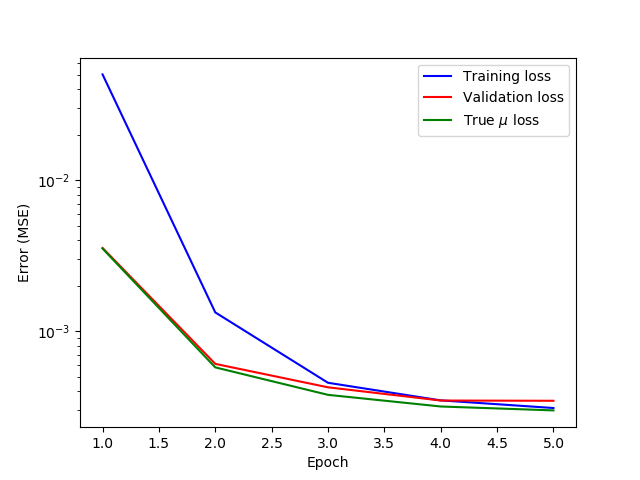 Training loss
Validation loss
True μ loss
10⁻²
10⁻³
Error (MSE)
1.0 1.5 2.0 2.5 3.0 3.5 4.0 4.5 5.0
Epoch